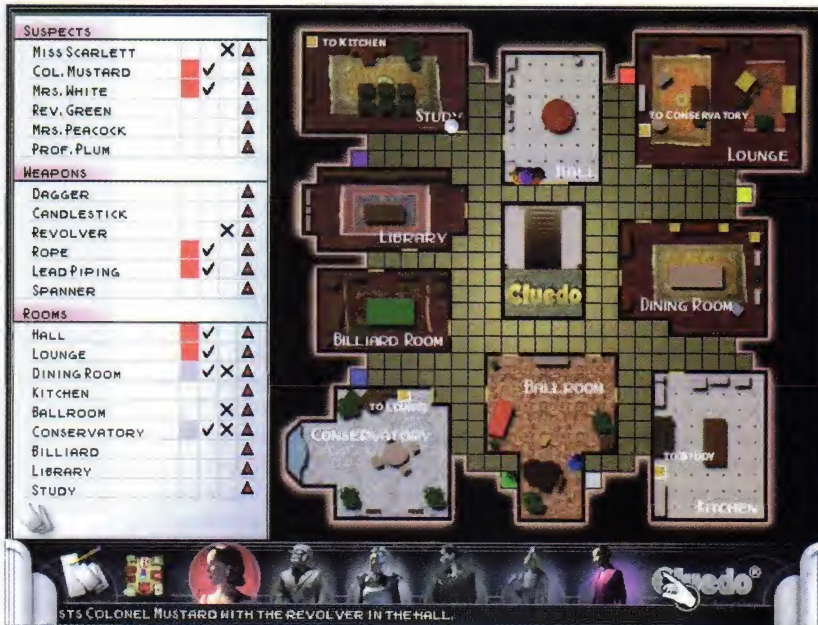 SUSPECTS
MISS SCARLETT
COL. MUSTARD
MRS. WHITE
REV. GREEN
MRS. PEACOCK
PROF. PLUM
WEAPONS
DAGGER
CANDLESTICK
REVOLVER
ROPE
LEAD PIPING
SPANNER
ROOMS
HALL
LOUNGE
DINING ROOM
KITCHEN
BALLROOM
CONSERVATORY
BILLIARD
LIBRARY
STUDY
TO KITCHEN
STUDY
HALL
TO CONSERVATORY
LOUNGE
LIBRARY
Cluedo
DINING ROOM
BILLIARD ROOM
BALLROOM
TO LOUNGE
CONSERVATORY
TO STUDY
KITCHEN
Cluedo®
STS COLONEL MUSTARD WITH THE REVOLVER IN THE HALL.